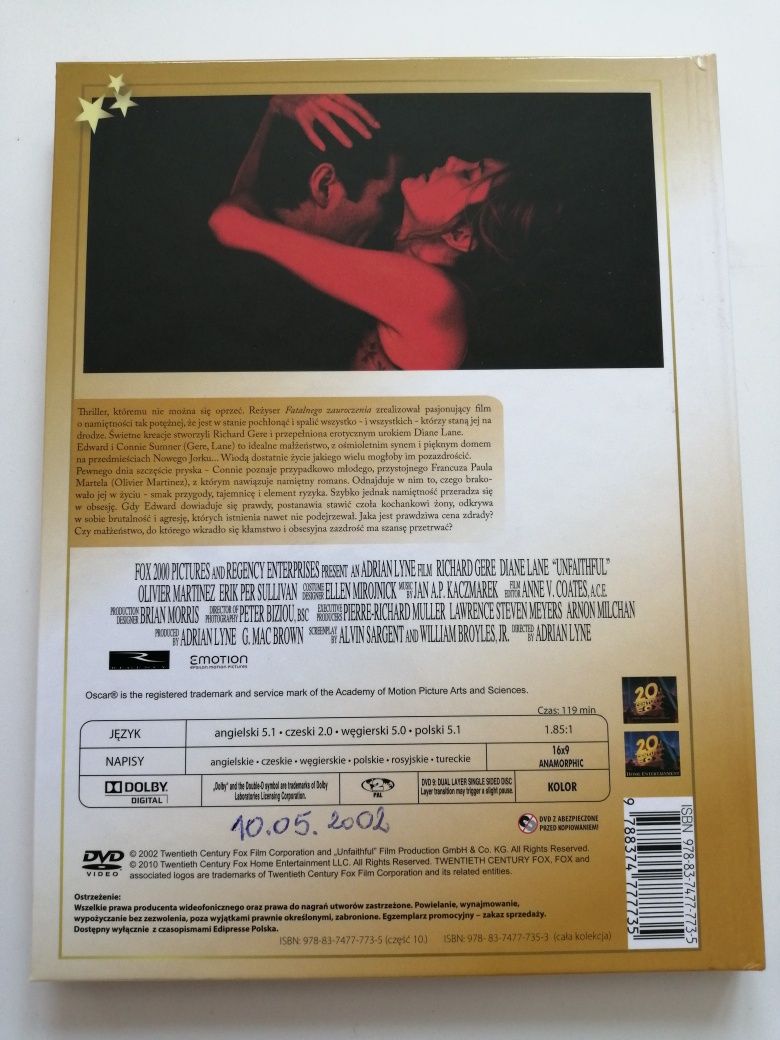 Thriller, któremu nie można się oprzeć. Reżyser Fatalnego zauroczenia zrealizował pasjonujący film
o namiętności tak potężnej, że jest w stanie pochłonąć i spalić wszystko - i wszystkich - którzy staną jej na
drodze. Świetne kreacje stworzyli Richard Gere i przepełniona erotycznym urokiem Diane Lane.
Edward i Connie Sumner (Gere, Lane) to idealne małżeństwo, z ośmioletnim synem i pięknym domem
na przedmieściach Nowego Jorku... Wiodą dostatnie życie jakiego wielu mogłoby im pozazdrościć.
Pewnego dnia szczęście pryska - Connie poznaje przypadkowo młodego, przystojnego Francuza Paula
Martela (Olivier Martinez), z którym nawiązuje namiętny romans. Odnajduje w nim to, czego brako-
wało jej w życiu - smak przygody, tajemnicę i element ryzyka. Szybko jednak namiętność przeradza się
w obsesję. Gdy Edward dowiaduje się prawdy, postanawia stawić czoła kochankowi żony, odkrywa
w sobie brutalność i agresję, których istnienia nawet nie podejrzewał. Jaka jest prawdziwa cena zdrady?
Czy małżeństwo, do którego wkradło się kłamstwo i obsesyjna zazdrość ma szansę przetrwać?
FOX 2000 PICTURES AND REGENCY ENTERPRISES PRESENT AN ADRIAN LYNE FILM RICHARD GERE DIANE LANE "UNFAITHFUL"
OLIVIER MARTINEZ ERIK PER SULLIVAN COSTUME DESIGNER ELLEN MIROJNICK MUSIC BY JAN A.P. KACZMAREK FILM EDITOR ANNE V. COATES, A.C.E.
PRODUCTION DESIGNER BRIAN MORRIS DIRECTOR OF PHOTOGRAPHY PETER BIZIOU, BSC EXECUTIVE PRODUCERS PIERRE-RICHARD MULLER LAWRENCE STEVEN MEYERS ARNON MILCHAN
PRODUCED BY ADRIAN LYNE G. MAC BROWN SCREENPLAY BY ALVIN SARGENT AND WILLIAM BROYLES, JR. DIRECTED BY ADRIAN LYNE
REGENCY
EMOTION
EPSILON MOTION PICTURES
Oscar® is the registered trademark and service mark of the Academy of Motion Picture Arts and Sciences.
Czas: 119 min
JĘZYK angielski 5.1 • czeski 2.0 • węgierski 5.0 • polski 5.1 1.85:1
NAPISY angielskie • czeskie • węgierskie • polskie • rosyjskie • tureckie 16x9 ANAMORPHIC
DOLBY DIGITAL
„Dolby" and the Double-D symbol are trademarks of Dolby
Laboratories Licensing Corporation.
PAL
DVD 9: DUAL LAYER SINGLE SIDED DISC
Layer transition may trigger a slight pause.
KOLOR
20
20
HOME ENTERTAINMENT
10.05.2002
DVD Z ABEZPIECZONE
PRZED KOPIOWANIEM!
DVD VIDEO
© 2002 Twentieth Century Fox Film Corporation and „Unfaithful" Film Production GmbH & Co. KG. All Rights Reserved.
© 2010 Twentieth Century Fox Home Entertainment LLC. All Rights Reserved. TWENTIETH CENTURY FOX, FOX and
associated logos are trademarks of Twentieth Century Fox Film Corporation and its related entities.
Ostrzeżenie:
Wszelkie prawa producenta wideofonicznego oraz prawa do nagrań utworów zastrzeżone. Powielanie, wynajmowanie,
wypożyczanie bez zezwolenia, poza wyjątkami prawnie określonymi, zabronione. Egzemplarz promocyjny – zakaz sprzedaży.
Dostępny wyłącznie z czasopismami Edipresse Polska.
ISBN: 978-83-7477-773-5 (część 10.) ISBN: 978- 83-7477-735-3 (cała kolekcja)
ISBN 978-83-7477-773-5
9 788374 777735